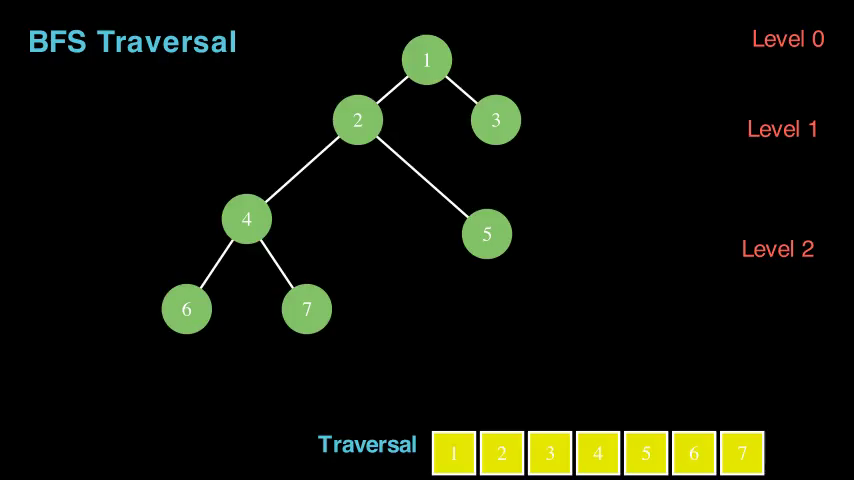 BFS Traversal
Level 0
1
2
3
Level 1
4
5
Level 2
6
7
Traversal 1 2 3 4 5 6 7